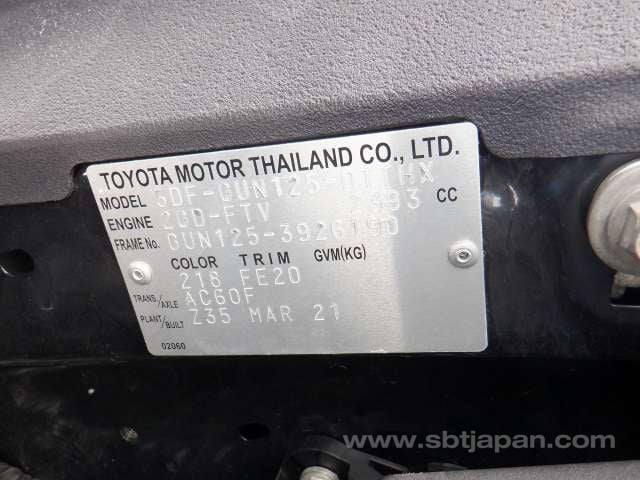 TOYOTA MOTOR THAILAND CO., LTD.
MODEL 3DF-GUN125-DTTHX
ENGINE 2GD-FTV 2393 CC
FRAME No. GUN125-3926190
COLOR TRIM GVM(KG)
218 FE20
TRANS./AXLE AC60F
PLANT/BUILT Z35 MAR 21
02060
www.sbtjapan.com